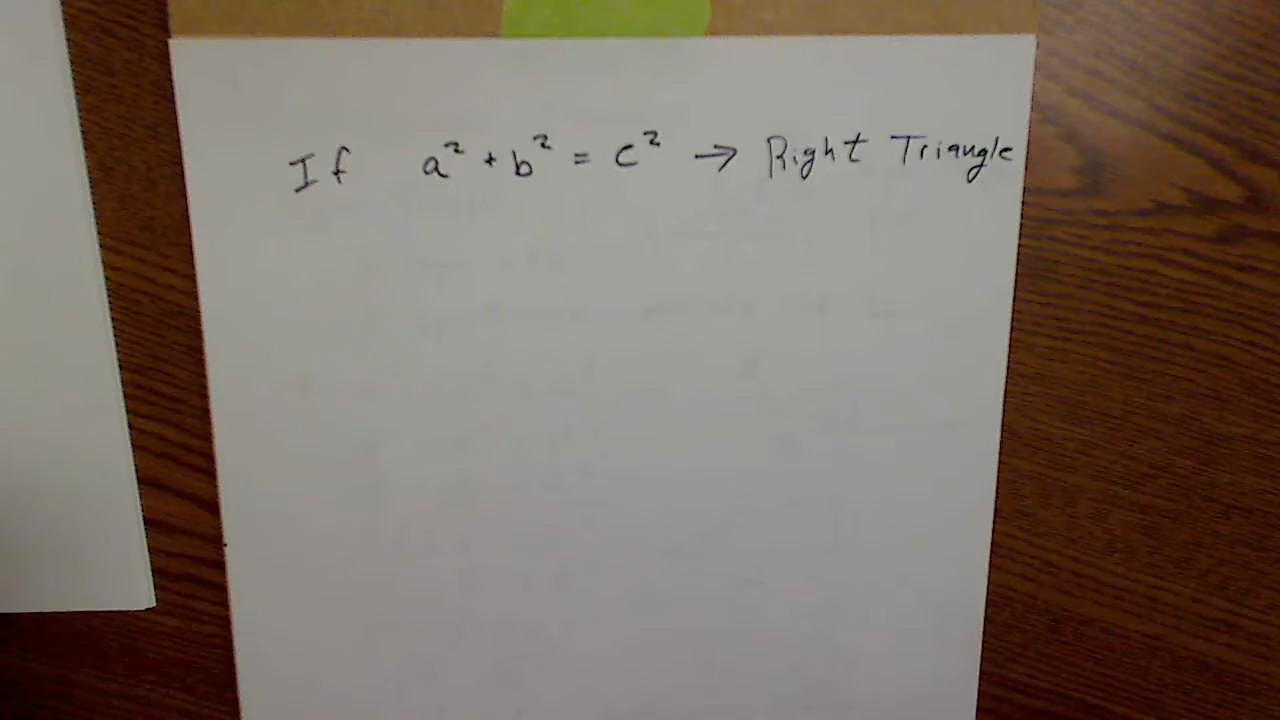 If a² + b² = c² → Right Triangle